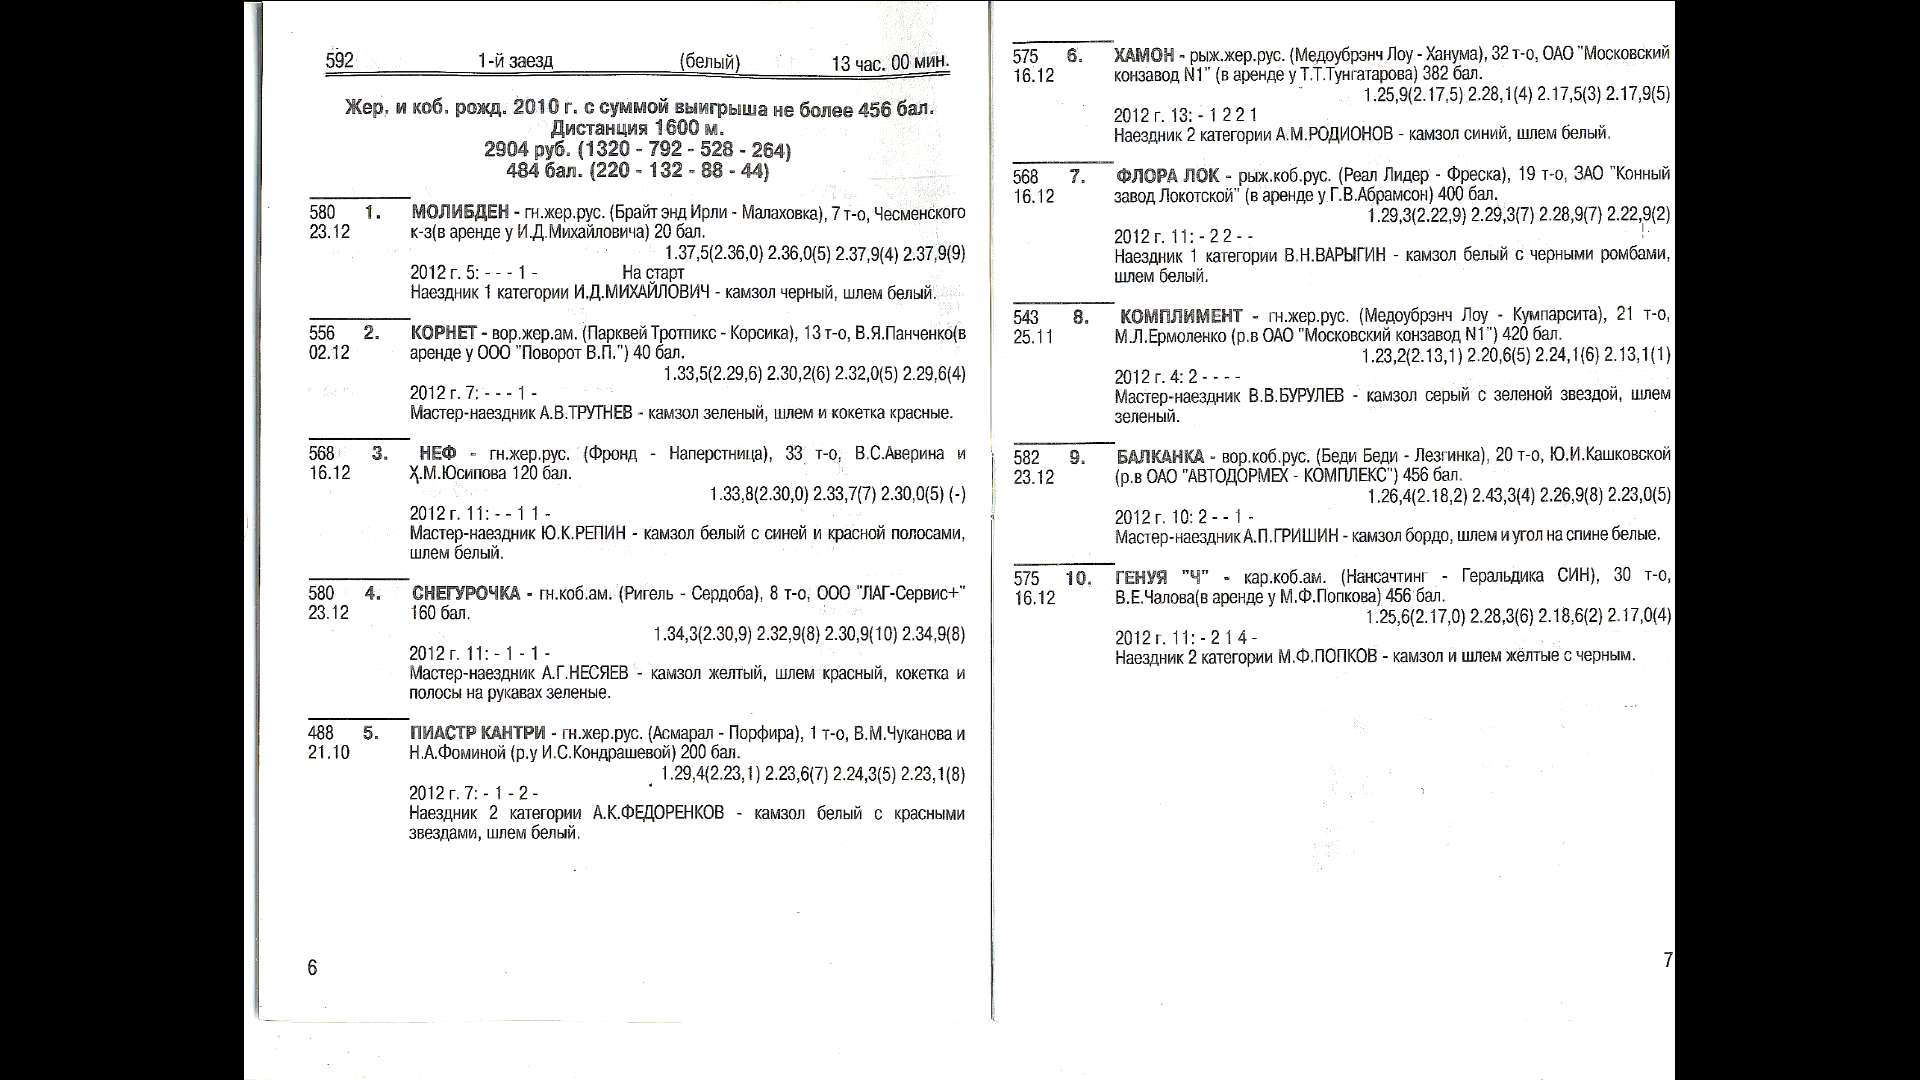 592 1-й заезд (белый) 13 час. 00 мин.
Жер. и коб. рожд. 2010 г. с суммой выигрыша не более 456 бал.
Дистанция 1600 м.
2904 руб. (1320 - 792 - 528 - 264)
484 бал. (220 - 132 - 88 - 44)
580 1. МОЛИБДЕН - гн.жер.рус. (Брайт энд Ирли - Малаховка), 7 т-о, Чесменского
23.12 к-з(в аренде у И.Д.Михайловича) 20 бал.
1.37,5(2.36,0) 2.36,0(5) 2.37,9(4) 2.37,9(9)
2012 г. 5: - - - 1 - На старт
Наездник 1 категории И.Д.МИХАЙЛОВИЧ - камзол черный, шлем белый.
556 2. КОРНЕТ - вор.жер.ам. (Парквей Тротпикс - Корсика), 13 т-о, В.Я.Панченко(в
02.12 аренде у ООО "Поворот В.П.") 40 бал.
1.33,5(2.29,6) 2.30,2(6) 2.32,0(5) 2.29,6(4)
2012 г. 7: - - - 1 -
Мастер-наездник А.В.ТРУТНЕВ - камзол зеленый, шлем и кокетка красные.
568 3. НЕФ - гн.жер.рус. (Фронд - Наперстница), 33 т-о, В.С.Аверина и
16.12 Х.М.Юсипова 120 бал.
1.33,8(2.30,0) 2.33,7(7) 2.30,0(5) (-)
2012 г. 11: - - 1 1 -
Мастер-наездник Ю.К.РЕПИН - камзол белый с синей и красной полосами,
шлем белый.
580 4. СНЕГУРОЧКА - гн.коб.ам. (Ригель - Сердоба), 8 т-о, ООО "ЛАГ-Сервис+"
23.12 160 бал.
1.34,3(2.30,9) 2.32,9(8) 2.30,9(10) 2.34,9(8)
2012 г. 11: - 1 - 1 -
Мастер-наездник А.Г.НЕСЯЕВ - камзол желтый, шлем красный, кокетка и
полосы на рукавах зеленые.
488 5. ПИАСТР КАНТРИ - гн.жер.рус. (Асмарал - Порфира), 1 т-о, В.М.Чуканова и
21.10 Н.А.Фоминой (р.у И.С.Кондрашевой) 200 бал.
1.29,4(2.23,1) 2.23,6(7) 2.24,3(5) 2.23,1(8)
2012 г. 7: - 1 - 2 -
Наездник 2 категории А.К.ФЕДОРЕНКОВ - камзол белый с красными
звездами, шлем белый.
6
575 6. ХАМОН - рыж.жер.рус. (Медоубрэнч Лоу - Ханума), 32 т-о, ОАО "Московский
16.12 конзавод N1" (в аренде у Т.Т.Тунгатарова) 382 бал.
1.25,9(2.17,5) 2.28,1(4) 2.17,5(3) 2.17,9(5)
2012 г. 13: - 1 2 2 1
Наездник 2 категории А.М.РОДИОНОВ - камзол синий, шлем белый.
568 7. ФЛОРА ЛОК - рыж.коб.рус. (Реал Лидер - Фреска), 19 т-о, ЗАО "Конный
16.12 завод Локотской" (в аренде у Г.В.Абрамсон) 400 бал.
1.29,3(2.22,9) 2.29,3(7) 2.28,9(7) 2.22,9(2)
2012 г. 11: - 2 2 - -
Наездник 1 категории В.Н.ВАРЫГИН - камзол белый с черными ромбами,
шлем белый.
543 8. КОМПЛИМЕНТ - гн.жер.рус. (Медоубрэнч Лоу - Кумпарсита), 21 т-о,
25.11 М.Л.Ермоленко (р.в ОАО "Московский конзавод N1") 420 бал.
1.23,2(2.13,1) 2.20,6(5) 2.24,1(6) 2.13,1(1)
2012 г. 4: 2 - - - -
Мастер-наездник В.В.БУРУЛЕВ - камзол серый с зеленой звездой, шлем
зеленый.
582 9. БАЛКАНКА - вор.коб.рус. (Беди Беди - Лезгинка), 20 т-о, Ю.И.Кашковской
23.12 (р.в ОАО "АВТОДОРМЕХ - КОМПЛЕКС") 456 бал.
1.26,4(2.18,2) 2.43,3(4) 2.26,9(8) 2.23,0(5)
2012 г. 10: 2 - - 1 -
Мастер-наездник А.П.ГРИШИН - камзол бордо, шлем и угол на спине белые.
575 10. ГЕНУЯ "Ч" - кар.коб.ам. (Нансачтинг - Геральдика СИН), 30 т-о,
16.12 В.Е.Чалова(в аренде у М.Ф.Попкова) 456 бал.
1.25,6(2.17,0) 2.28,3(6) 2.18,6(2) 2.17,0(4)
2012 г. 11: - 2 1 4 -
Наездник 2 категории М.Ф.ПОПКОВ - камзол и шлем жёлтые с черным.
7